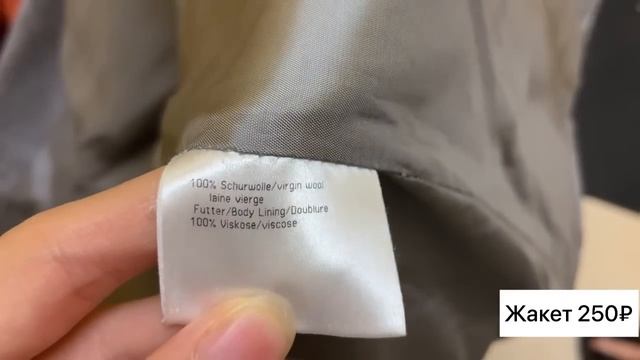 100% Schurwolle/virgin wool
laine vierge
Futter/Body Lining/Doublure
100% Viskose/viscose
Жакет 250₽